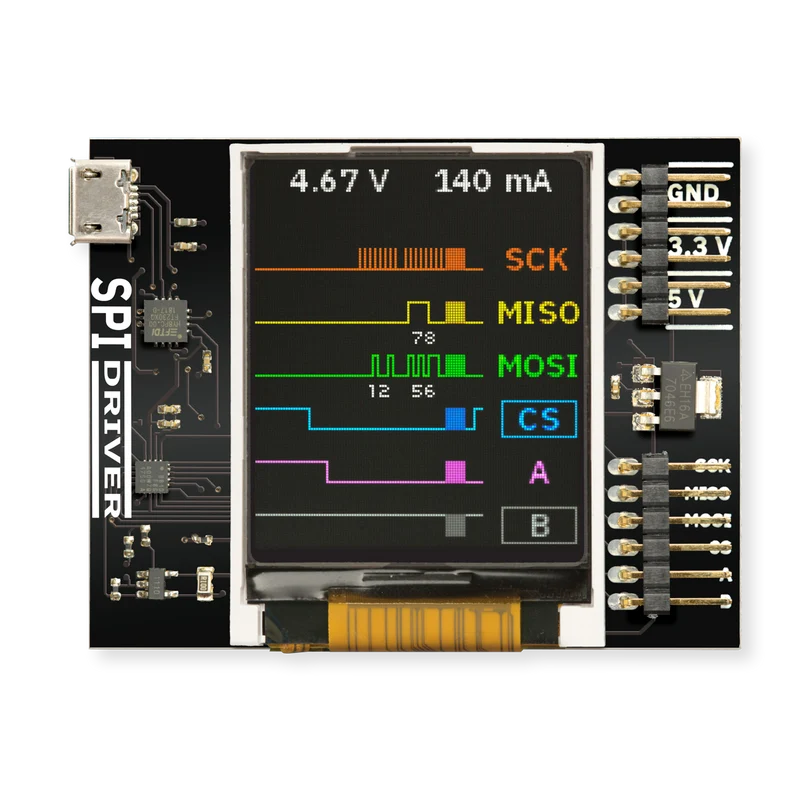 4.67 V 140 mA
SCK
MISO
78
MOSI
12 56
CS
A
B
SPI
DRIVER
GND
3.3 V
5 V
SCK
MISO
MOSI
FTDI